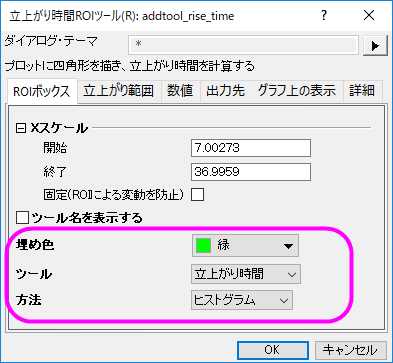 立上がり時間ROIツール(R): addtool_rise_time
ダイアログ・テーマ *
プロットに四角形を描き、立上がり時間を計算する
ROIボックス 立上がり範囲 数値 出力先 グラフ上の表示 詳細
Xスケール
開始 7.00273
終了 36.9959
固定(ROIによる変動を防止)
ツール名を表示する
埋め色 緑
ツール 立上がり時間
方法 ヒストグラム
OK キャンセル